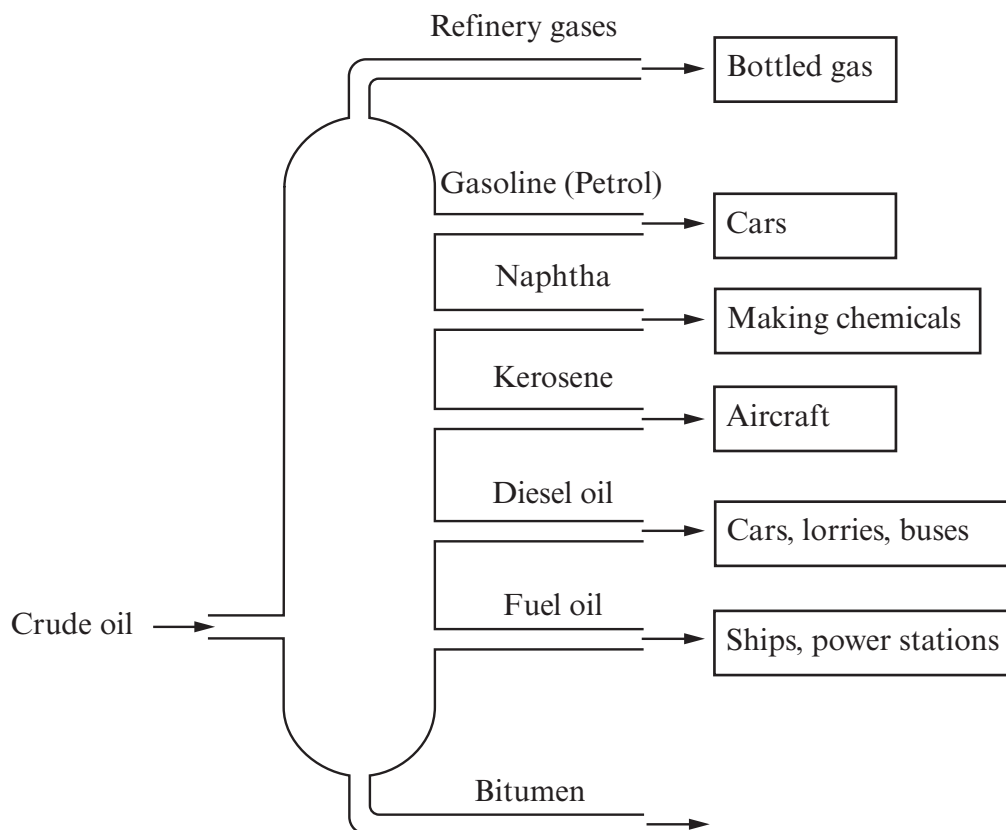 Refinery gases
Bottled gas
Gasoline (Petrol)
Cars
Naphtha
Making chemicals
Kerosene
Aircraft
Diesel oil
Cars, lorries, buses
Fuel oil
Crude oil
Ships, power stations
Bitumen